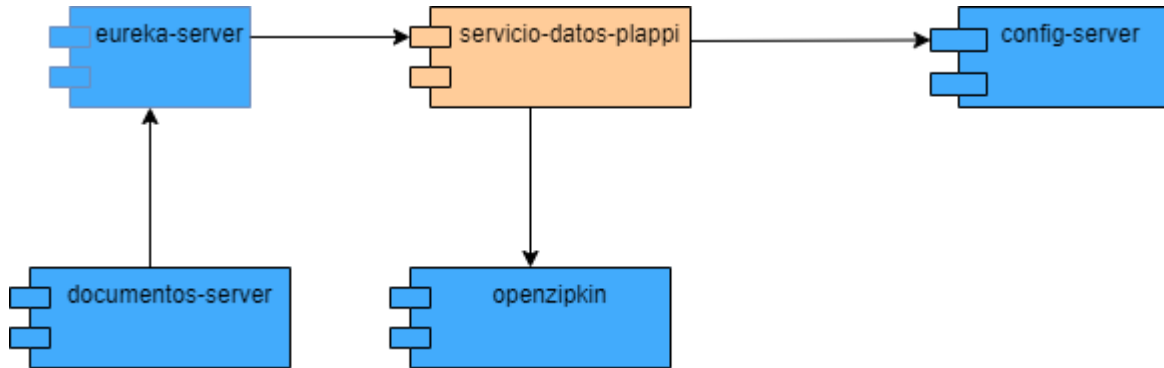 eureka-server
servicio-datos-plappi
config-server
documentos-server
openzipkin